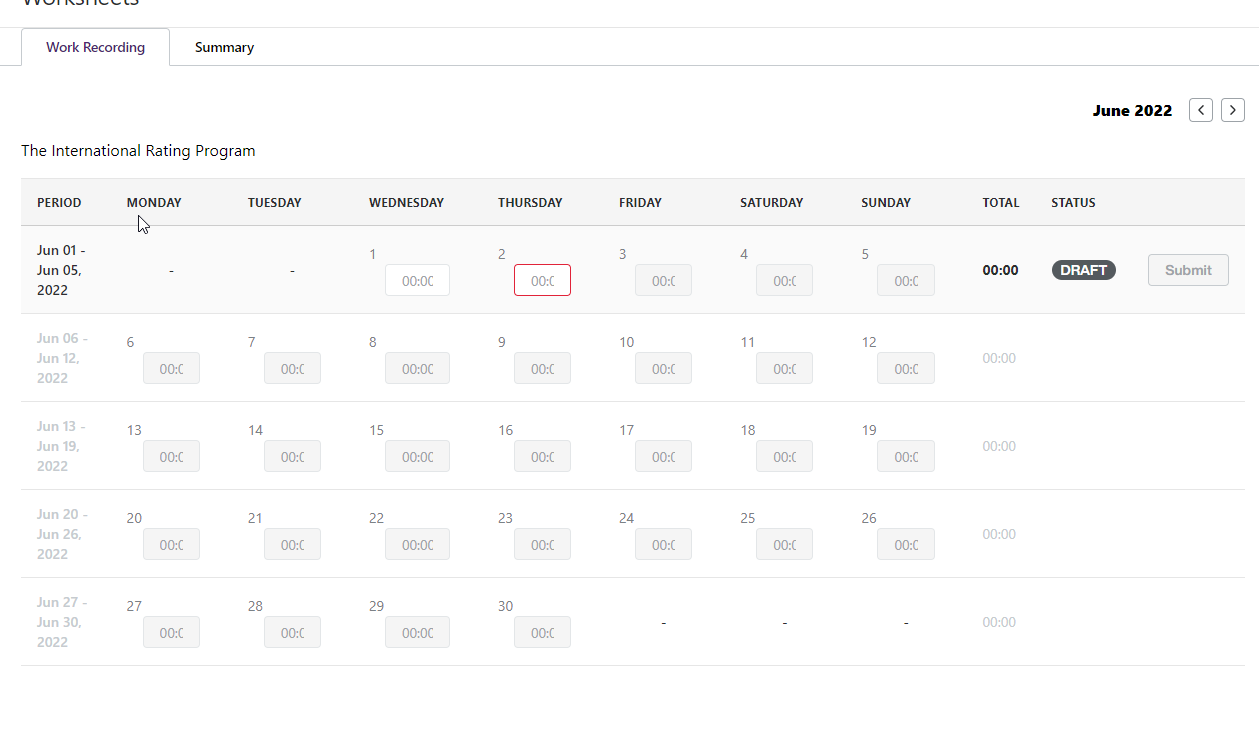 Worksheets
Work Recording Summary
June 2022
The International Rating Program
PERIOD MONDAY TUESDAY WEDNESDAY THURSDAY FRIDAY SATURDAY SUNDAY TOTAL STATUS
Jun 01 -
Jun 05,
2022
- - 1 2 3 4 5
00:00 00:0 00:0 00:0 00:0 00:00 DRAFT Submit
Jun 06 -
Jun 12,
2022
6 7 8 9 10 11 12
00:0 00:0 00:00 00:0 00:0 00:0 00:0 00:00
Jun 13 -
Jun 19,
2022
13 14 15 16 17 18 19
00:0 00:0 00:00 00:0 00:0 00:0 00:0 00:00
Jun 20 -
Jun 26,
2022
20 21 22 23 24 25 26
00:0 00:0 00:00 00:0 00:0 00:0 00:0 00:00
Jun 27 -
Jun 30,
2022
27 28 29 30 - - -
00:0 00:0 00:00 00:0 00:00